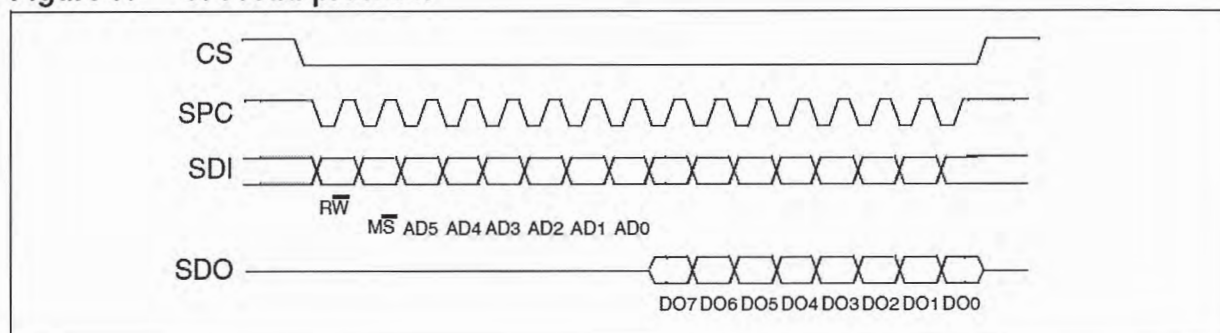 CS
SPC
SDI
RW
MS AD5 AD4 AD3 AD2 AD1 AD0
SDO
DO7 DO6 DO5 DO4 DO3 DO2 DO1 DO0